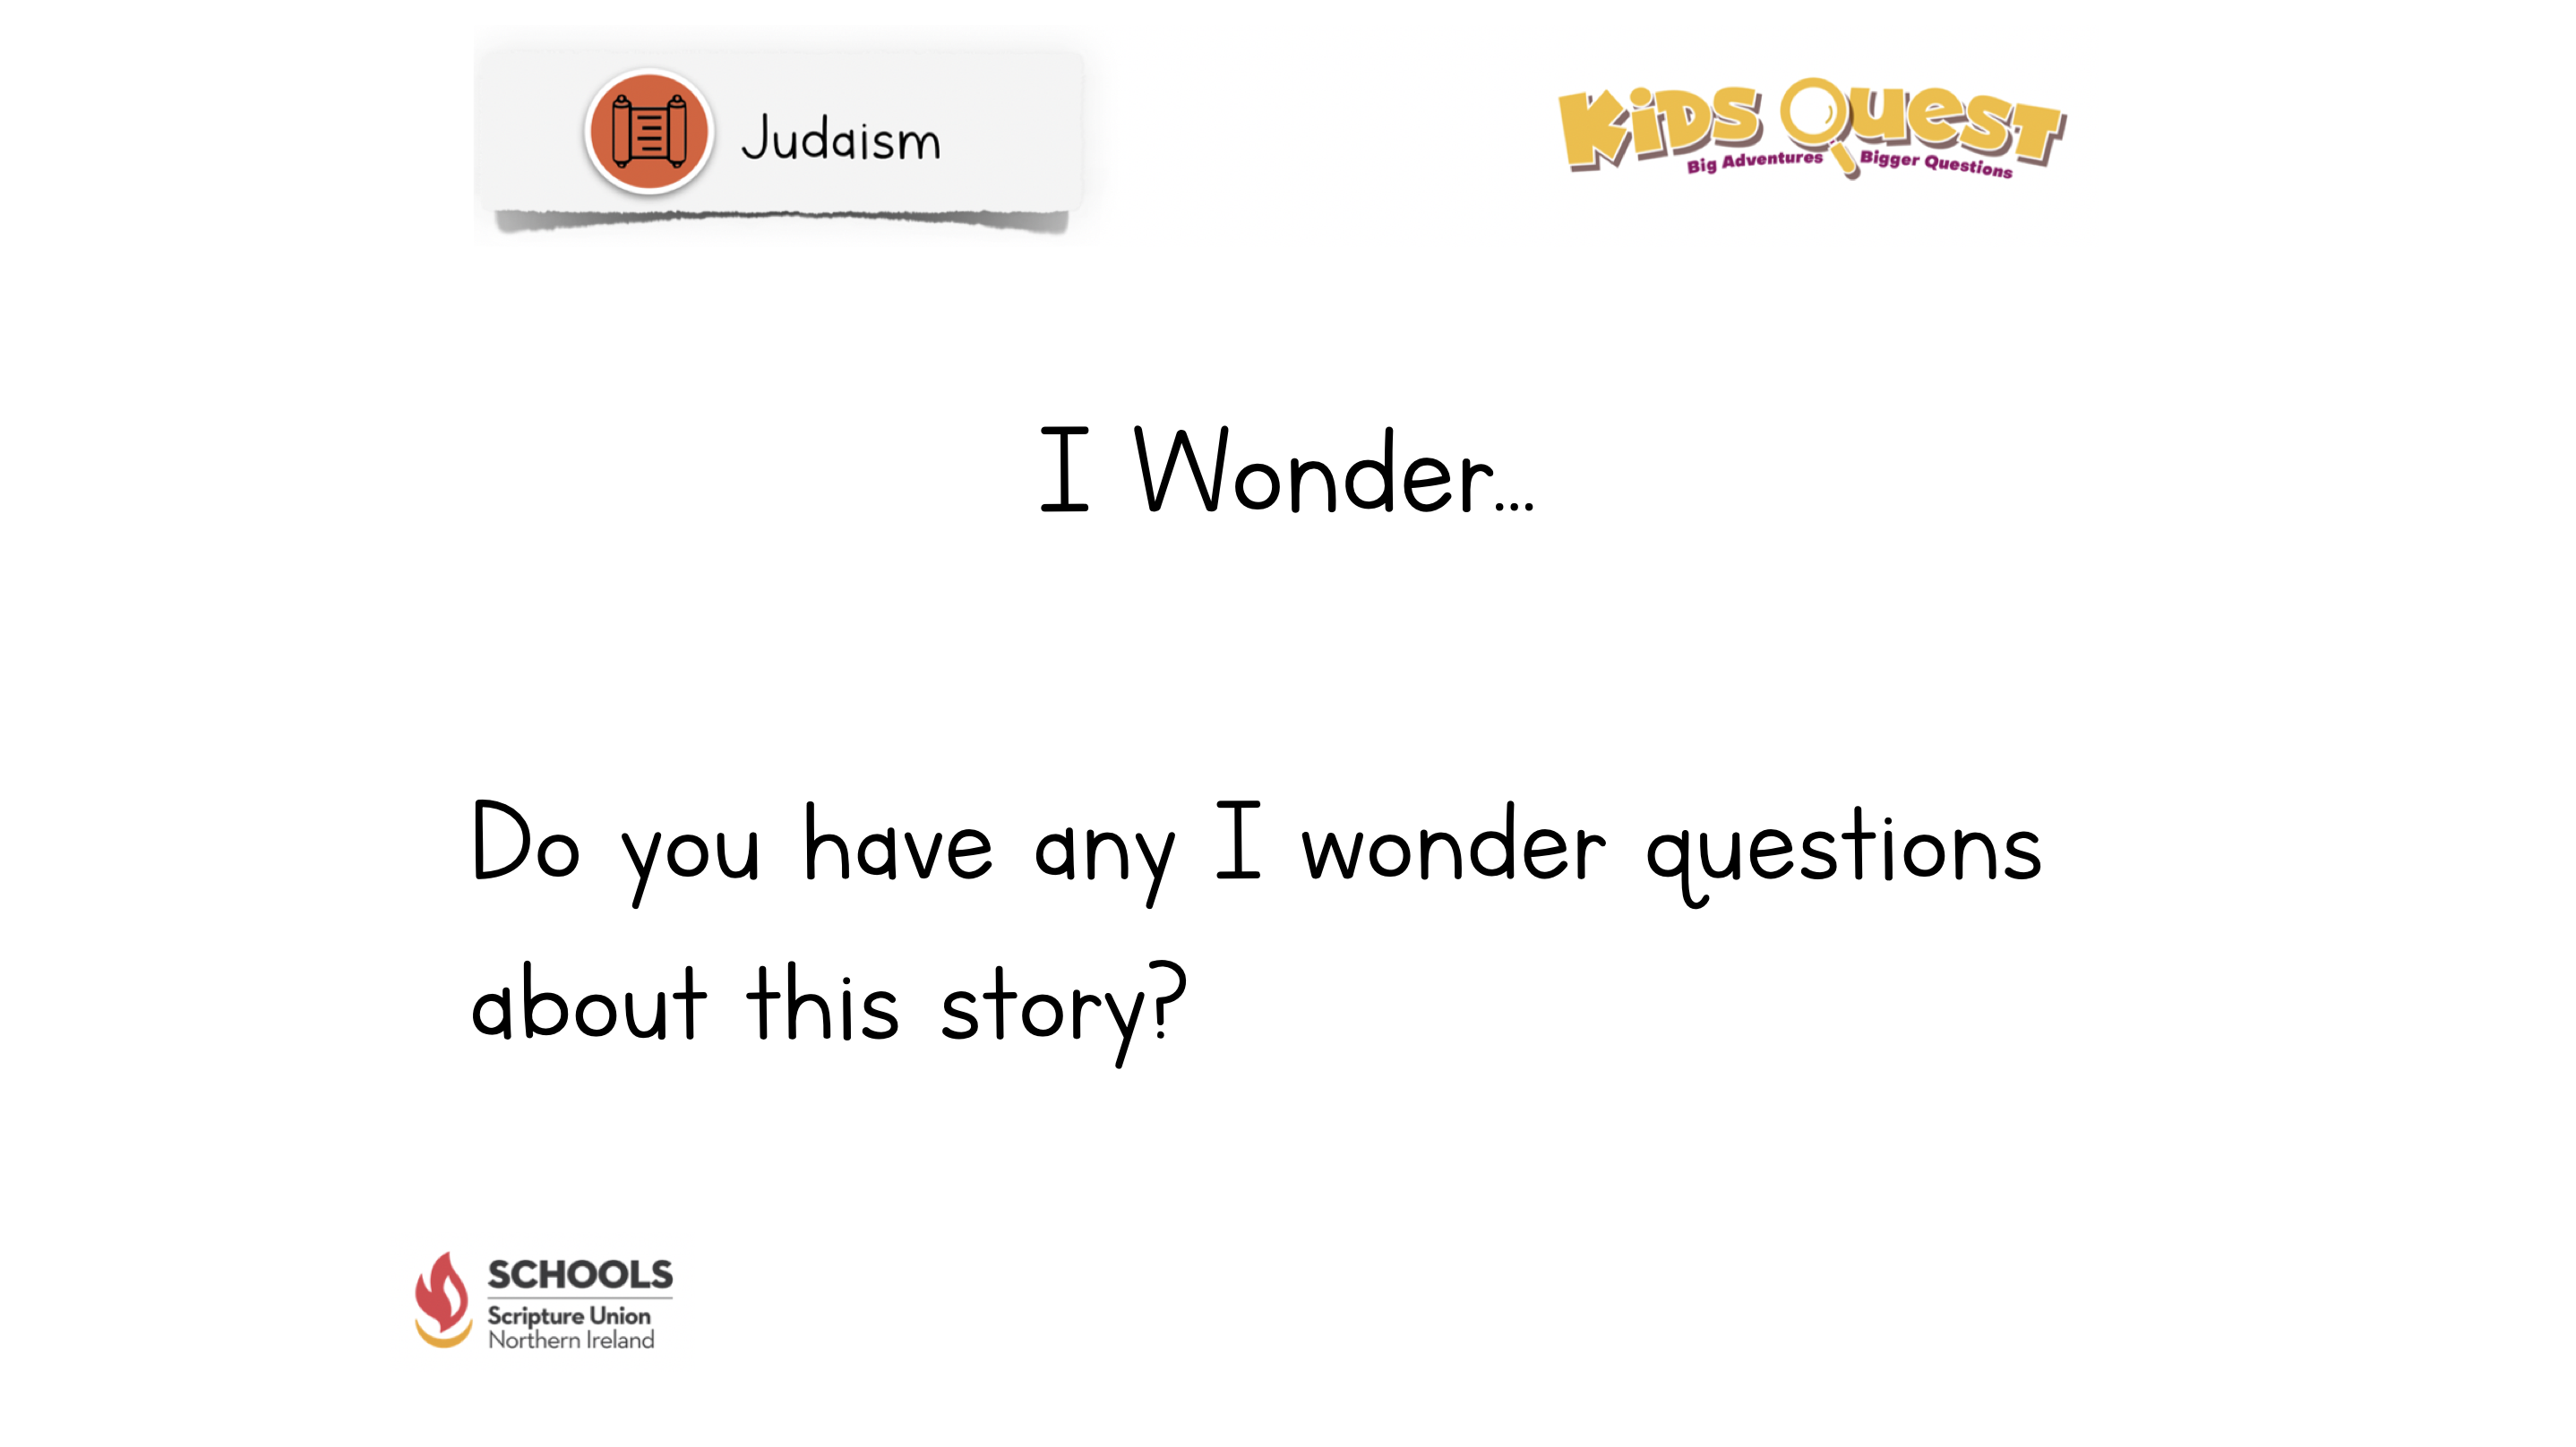 Judaism
KiDS QUEST
Big Adventures Bigger Questions
I Wonder...
Do you have any I wonder questions
about this story?
SCHOOLS
Scripture Union
Northern Ireland